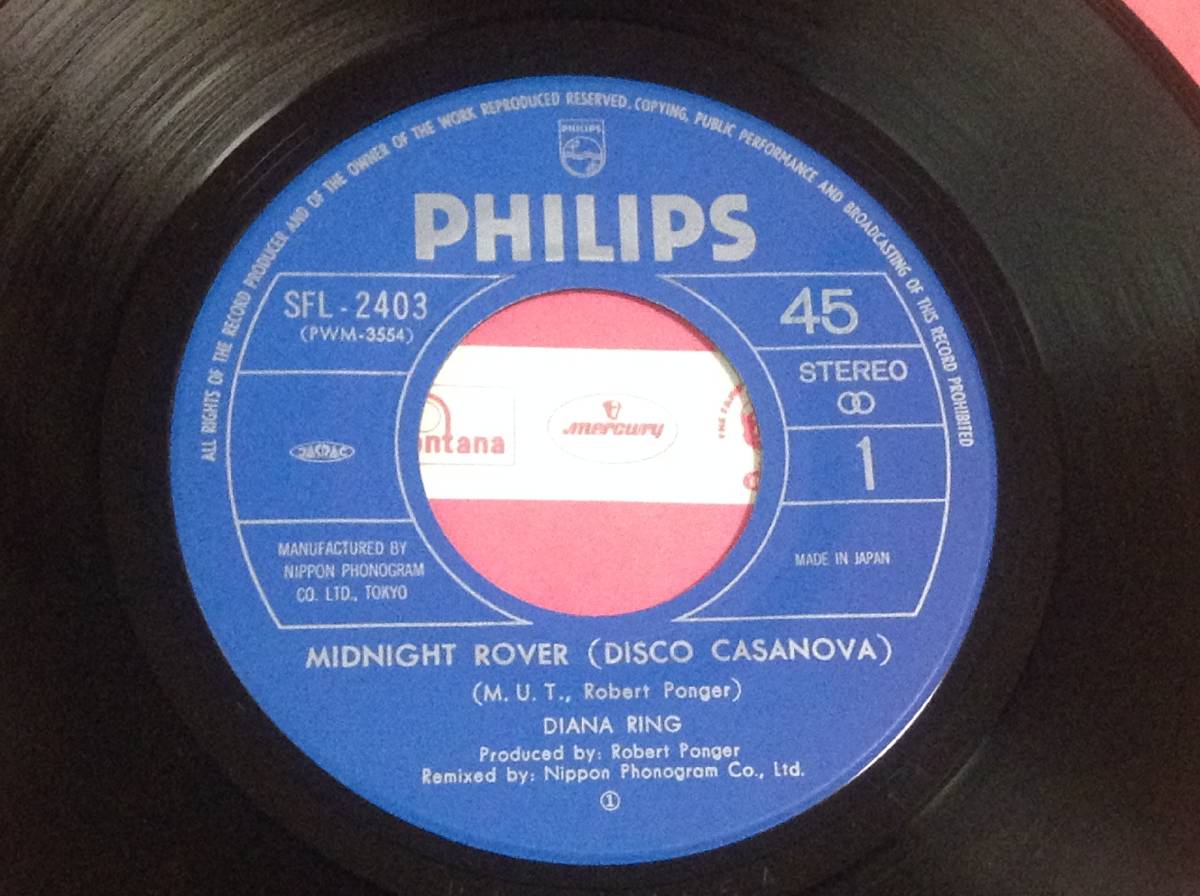 ALL RIGHTS OF THE RECORD PRODUCER AND OF THE OWNER OF THE WORK REPRODUCED RESERVED. COPYING, PUBLIC PERFORMANCE AND BROADCASTING OF THIS RECORD PROHIBITED
PHILIPS
PHILIPS
SFL-2403
(PWM-3554)
45
STEREO
1
JASRAC
ontana
mercury
THE FA
MANUFACTURED BY
NIPPON PHONOGRAM
CO. LTD., TOKYO
MADE IN JAPAN
MIDNIGHT ROVER (DISCO CASANOVA)
(M. U. T., Robert Ponger)
DIANA RING
Produced by: Robert Ponger
Remixed by: Nippon Phonogram Co., Ltd.
①